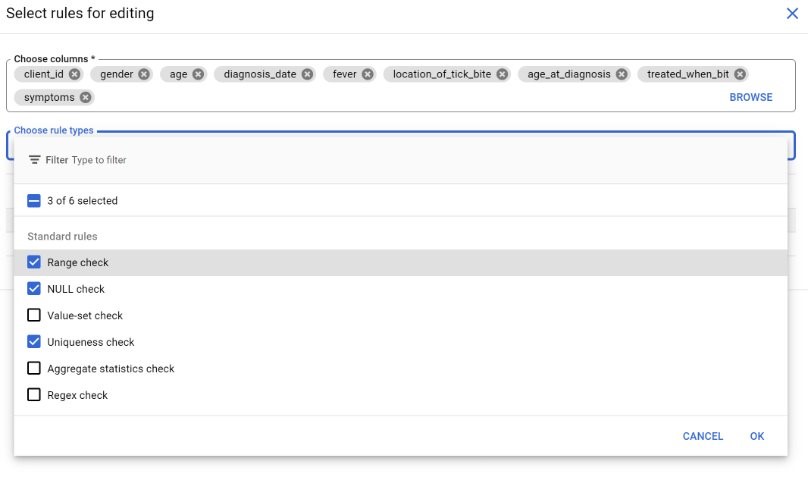 Select rules for editing
Choose columns *
client_id gender age diagnosis_date fever location_of_tick_bite age_at_diagnosis treated_when_bit
symptoms BROWSE
Choose rule types
Filter Type to filter
3 of 6 selected
Standard rules
Range check
NULL check
Value-set check
Uniqueness check
Aggregate statistics check
Regex check
CANCEL OK